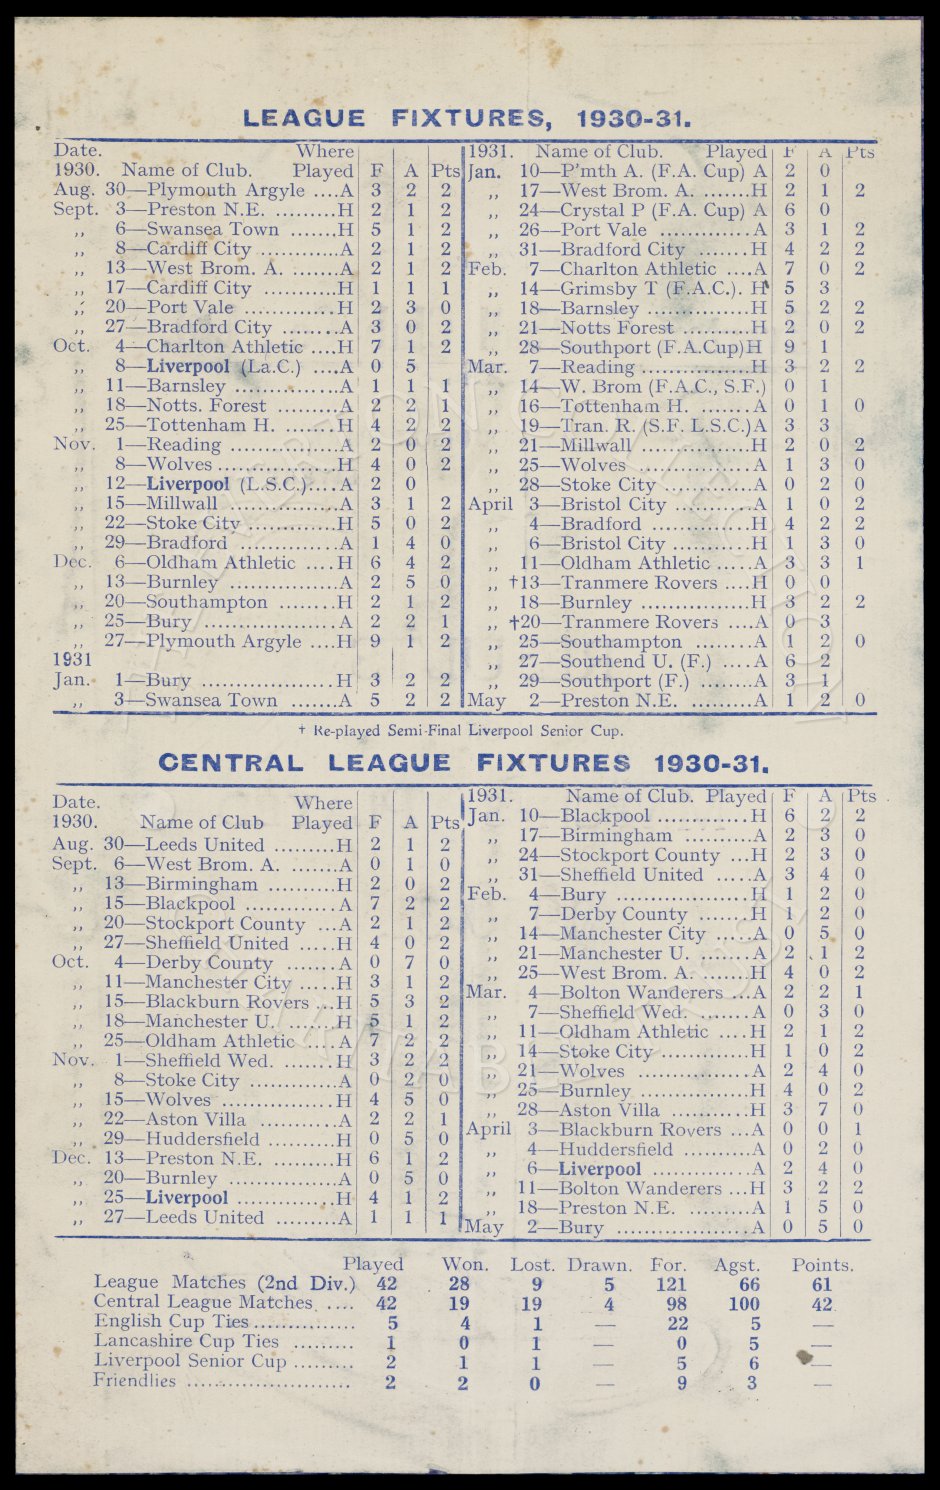 LEAGUE FIXTURES, 1930-31.
Date. Where
1930. Name of Club. Played F A Pts
Aug. 30—Plymouth Argyle ....A 3 2 2
Sept. 3—Preston N.E. .........H 2 1 2
,, 6—Swansea Town .......H 5 1 2
,, 8—Cardiff City ............A 2 1 2
,, 13—West Brom. A. .......A 2 1 2
,, 17—Cardiff City ...........H 1 1 1
,, 20—Port Vale .............H 2 3 0
,, 27—Bradford City ........A 3 0 2
Oct. 4—Charlton Athletic ....H 7 1 2
,, 8—Liverpool (La.C.) ....A 0 5
,, 11—Barnsley ...............A 1 1 1
,, 18—Notts. Forest .........A 2 2 1
,, 25—Tottenham H. ........H 4 2 2
Nov. 1—Reading ................A 2 0 2
,, 8—Wolves.................H 4 0 2
,, 12—Liverpool (L.S.C.)....A 2 0
,, 15—Millwall ................A 3 1 2
,, 22—Stoke City .............H 5 0 2
,, 29—Bradford ..............A 1 4 0
Dec. 6—Oldham Athletic ....H 6 4 2
,, 13—Burnley ................A 2 5 0
,, 20—Southampton ........H 2 1 2
,, 25—Bury ...................A 2 2 1
,, 27—Plymouth Argyle ....H 9 1 2
1931
Jan. 1—Bury ...................H 3 2 2
,, 3—Swansea Town .......A 5 2 2
1931. Name of Club. Played F A Pts
Jan. 10—P'mth A. (F.A. Cup) A 2 0
,, 17—West Brom. A. .......H 2 1 2
,, 24—Crystal P (F.A. Cup) A 6 0
,, 26—Port Vale .............A 3 1 2
,, 31—Bradford City ........H 4 2 2
Feb. 7—Charlton Athletic ....A 7 0 2
,, 14—Grimsby T (F.A.C.). H 5 3
,, 18—Barnsley ...............H 5 2 2
,, 21—Notts Forest ..........H 2 0 2
,, 28—Southport (F.A.Cup)H 9 1
Mar. 7—Reading ................H 3 2 2
,, 14—W. Brom (F.A.C., S.F.) 0 1
,, 16—Tottenham H. ........A 0 1 0
,, 19—Tran. R. (S.F. L.S.C.)A 3 3
,, 21—Millwall ................H 2 0 2
,, 25—Wolves ................A 1 3 0
,, 28—Stoke City .............A 0 2 0
April 3—Bristol City ...........A 1 0 2
,, 4—Bradford ..............H 4 2 2
,, 6—Bristol City ...........H 1 3 0
,, 11—Oldham Athletic .....A 3 3 1
,, †13—Tranmere Rovers ....H 0 0
,, 18—Burnley ................H 3 2 2
,, †20—Tranmere Rovers ....A 0 3
,, 25—Southampton ........A 1 2 0
,, 27—Southend U. (F.) ....A 6 2
,, 29—Southport (F.) ........A 3 1
May 2—Preston N.E. .........A 1 2 0
† Re-played Semi-Final Liverpool Senior Cup.
CENTRAL LEAGUE FIXTURES 1930-31.
Date. Where
1930. Name of Club Played F A Pts
Aug. 30—Leeds United .........H 2 1 2
Sept. 6—West Brom. A. .......A 0 1 0
,, 13—Birmingham ..........H 2 0 2
,, 15—Blackpool .............A 7 2 2
,, 20—Stockport County ...A 2 1 2
,, 27—Sheffield United .....H 4 0 2
Oct. 4—Derby County .......A 0 7 0
,, 11—Manchester City .....H 3 1 2
,, 15—Blackburn Rovers ...H 5 3 2
,, 18—Manchester U. .......H 5 1 2
,, 25—Oldham Athletic ....A 7 2 2
Nov. 1—Sheffield Wed. .......H 3 2 2
,, 8—Stoke City ............A 0 2 0
,, 15—Wolves ................H 4 5 0
,, 22—Aston Villa ...........A 2 2 1
,, 29—Huddersfield ..........H 0 5 0
Dec. 13—Preston N.E. .........H 6 1 2
,, 20—Burnley ...............A 0 5 0
,, 25—Liverpool ..............H 4 1 2
,, 27—Leeds United .........A 1 1 1
1931. Name of Club. Played F A Pts
Jan. 10—Blackpool .............H 6 2 2
,, 17—Birmingham ..........A 2 3 0
,, 24—Stockport County ...H 2 3 0
,, 31—Sheffield United .....A 3 4 0
Feb. 4—Bury ...................H 1 2 0
,, 7—Derby County .......H 1 2 0
,, 14—Manchester City .....A 0 5 0
,, 21—Manchester U. .......A 2 1 2
,, 25—West Brom. A. .......H 4 0 2
Mar. 4—Bolton Wanderers ...A 2 2 1
,, 7—Sheffield Wed. .......A 0 3 0
,, 11—Oldham Athletic ....H 2 1 2
,, 14—Stoke City .............H 1 0 2
,, 21—Wolves ................A 2 4 0
,, 25—Burnley ................H 4 0 2
,, 28—Aston Villa ...........H 3 7 0
April 3—Blackburn Rovers ...A 0 0 1
,, 4—Huddersfield ..........A 0 2 0
,, 6—Liverpool ..............A 2 4 0
,, 11—Bolton Wanderers ...H 3 2 2
,, 18—Preston N.E. .........A 1 5 0
May 2—Bury ...................A 0 5 0
Played Won. Lost. Drawn. For. Agst. Points.
League Matches (2nd Div.) 42 28 9 5 121 66 61
Central League Matches .... 42 19 19 4 98 100 42
English Cup Ties............... 5 4 1 — 22 5 —
Lancashire Cup Ties ......... 1 0 1 — 0 5 —
Liverpool Senior Cup ......... 2 1 1 — 5 6 —
Friendlies ........................ 2 2 0 — 9 3 —